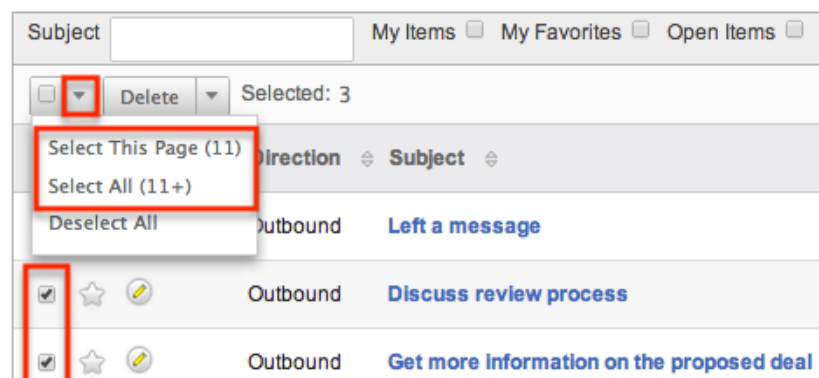 Subject My Items My Favorites Open Items
Delete Selected: 3
Select This Page (11)
Select All (11+)
Deselect All
Direction Subject
Outbound Left a message
Outbound Discuss review process
Outbound Get more information on the proposed deal